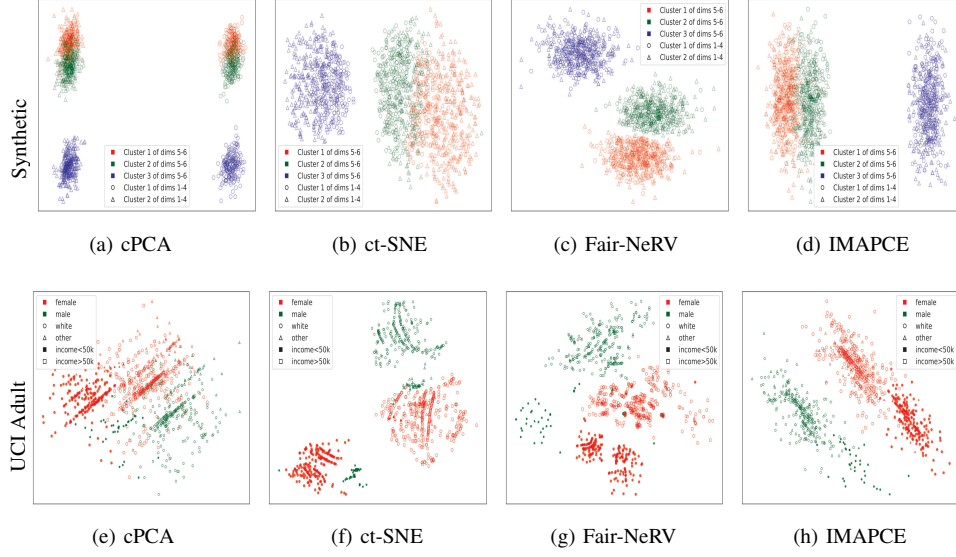 Synthetic
Cluster 1 of dims 5-6
Cluster 2 of dims 5-6
Cluster 3 of dims 5-6
Cluster 1 of dims 1-4
Cluster 2 of dims 1-4
Cluster 1 of dims 5-6
Cluster 2 of dims 5-6
Cluster 3 of dims 5-6
Cluster 1 of dims 1-4
Cluster 2 of dims 1-4
Cluster 1 of dims 5-6
Cluster 2 of dims 5-6
Cluster 3 of dims 5-6
Cluster 1 of dims 1-4
Cluster 2 of dims 1-4
Cluster 1 of dims 5-6
Cluster 2 of dims 5-6
Cluster 3 of dims 5-6
Cluster 1 of dims 1-4
Cluster 2 of dims 1-4
(a) cPCA
(b) ct-SNE
(c) Fair-NeRV
(d) IMAPCE
UCI Adult
female
male
white
other
income<50k
income>50k
female
male
white
other
income<50k
income>50k
female
male
white
other
income<50k
income>50k
female
male
white
other
income<50k
income>50k
(e) cPCA
(f) ct-SNE
(g) Fair-NeRV
(h) IMAPCE